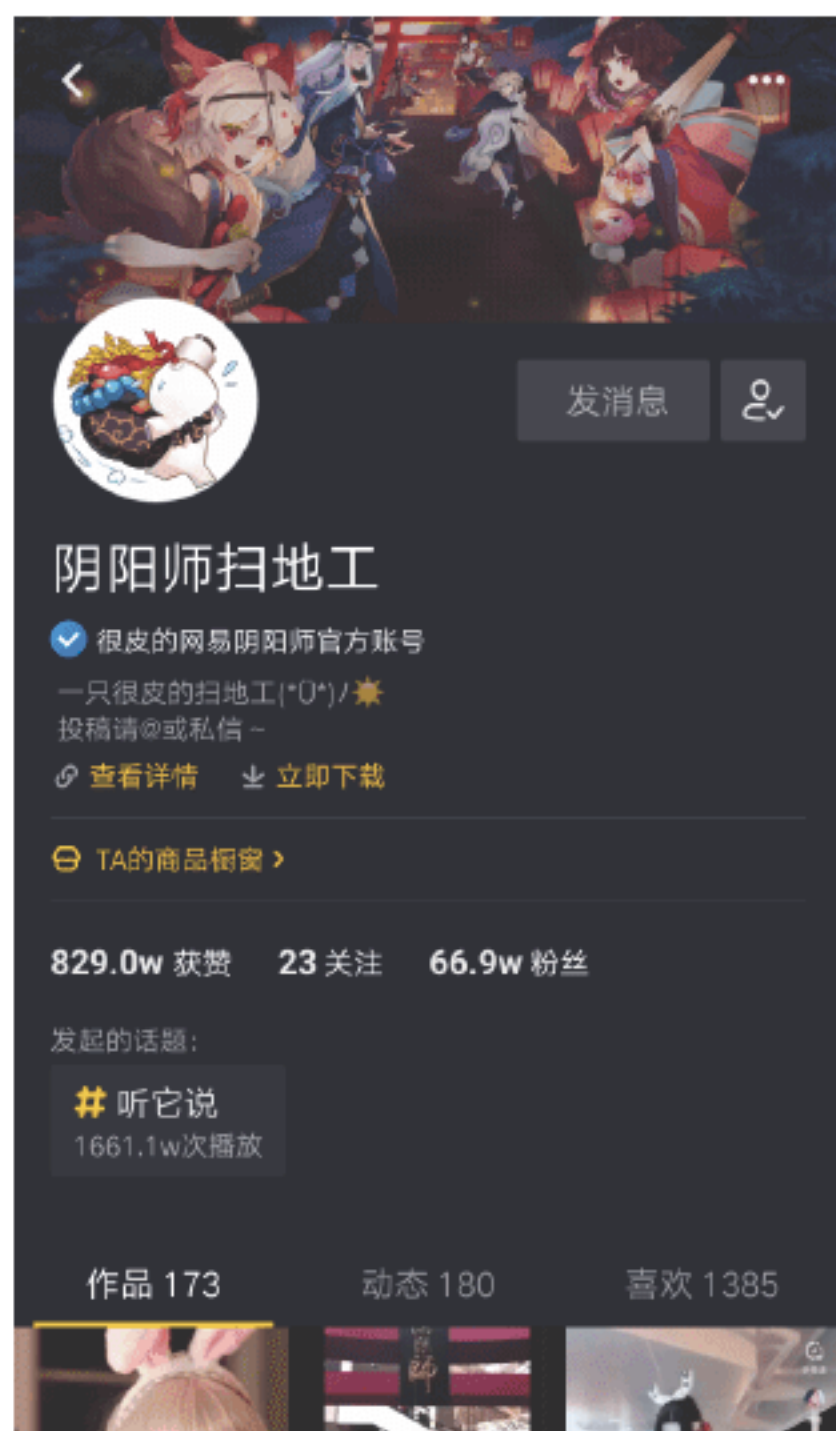 发消息
阴阳师扫地工
很皮的网易阴阳师官方账号
一只很皮的扫地工(*Ü*)ﾉ☀
投稿请@或私信~
查看详情 立即下载
TA的商品橱窗 >
829.0w 获赞 23 关注 66.9w 粉丝
发起的话题:
# 听它说
1661.1w次播放
作品 173 动态 180 喜欢 1385